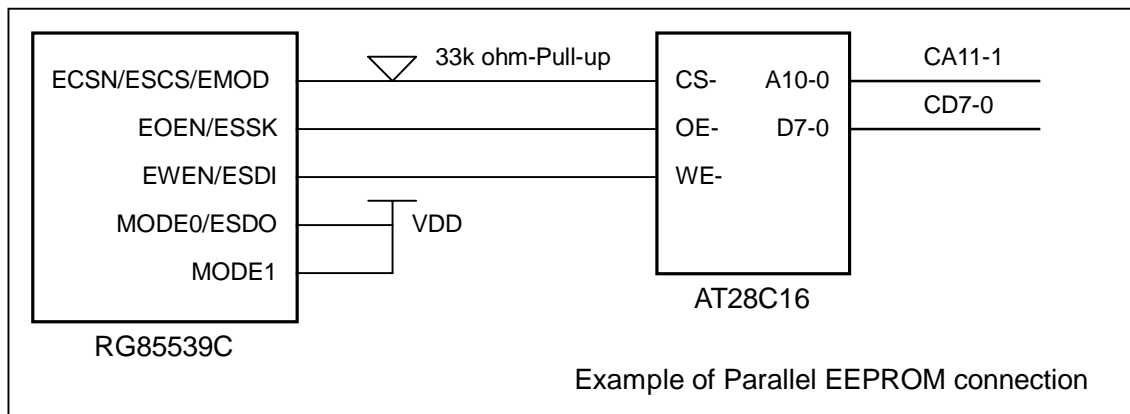 33k ohm-Pull-up
ECSN/ESCS/EMOD
EOEN/ESSK
EWEN/ESDI
MODE0/ESDO
MODE1
VDD
RG85539C
CS- A10-0
OE- D7-0
WE-
AT28C16
CA11-1
CD7-0
Example of Parallel EEPROM connection